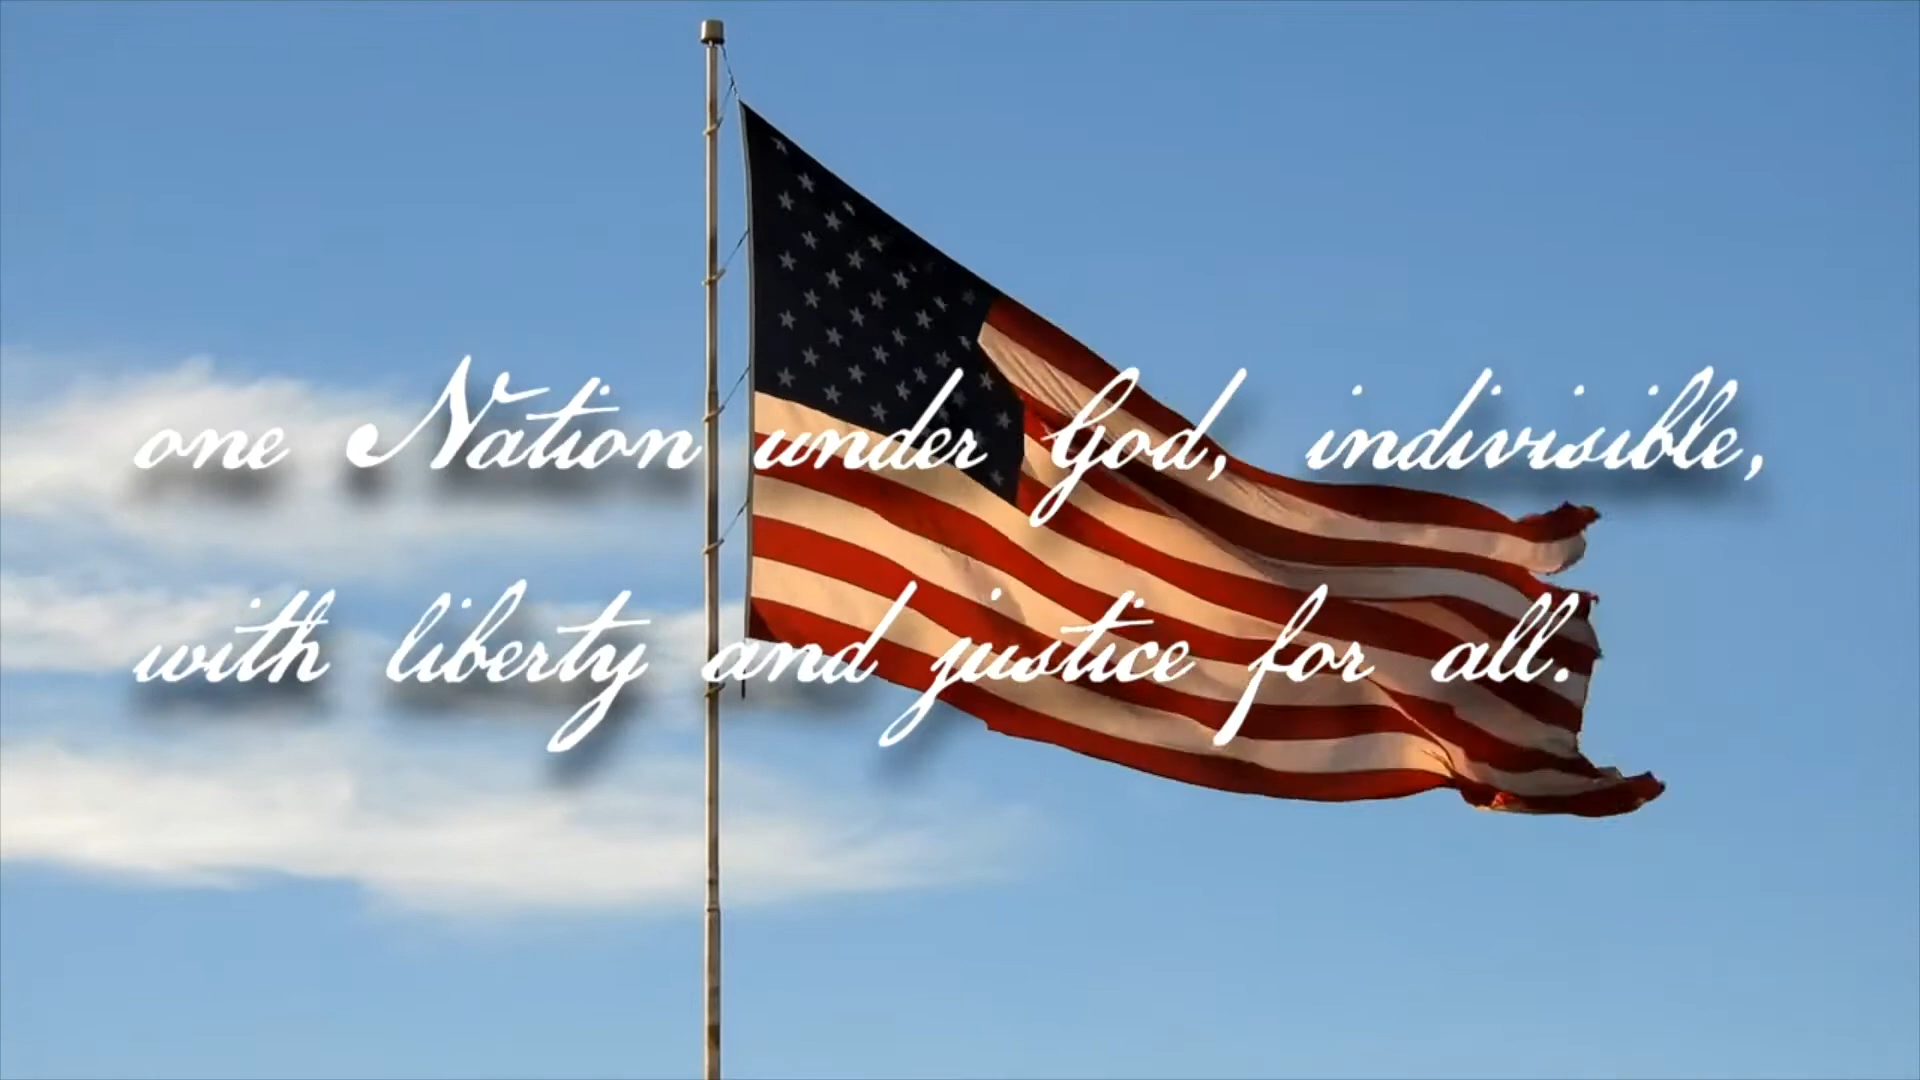 one Nation under God, indivisible,
with liberty and justice for all.